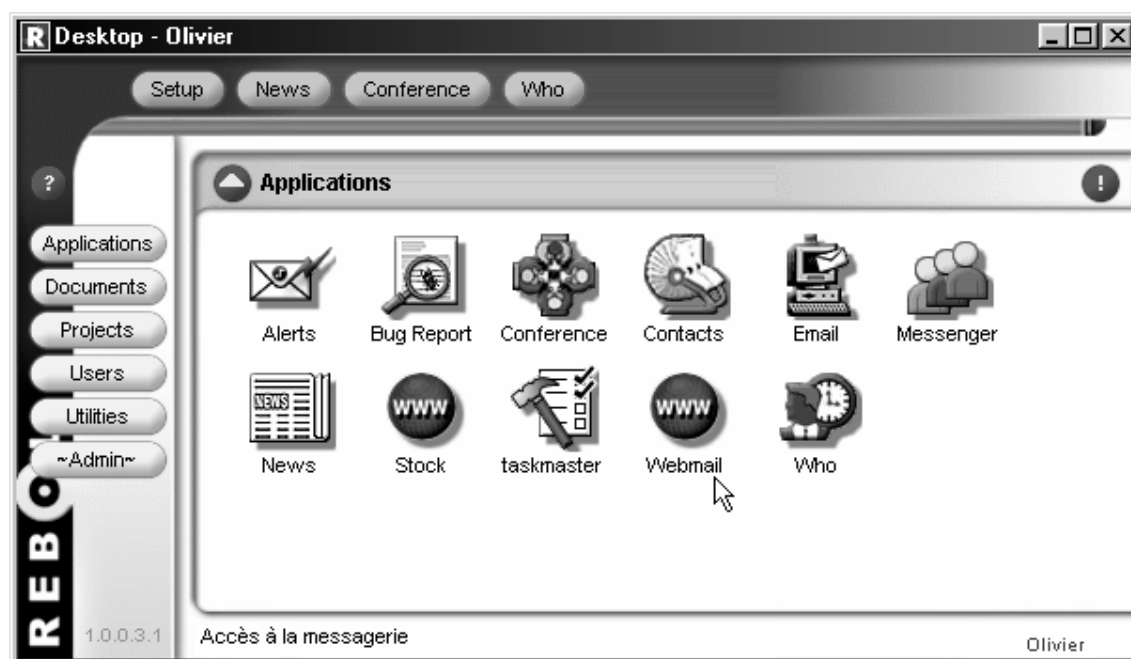 R Desktop - Olivier
Setup News Conference Who
?
Applications !
Applications
Documents
Projects
Users
Utilities
~Admin~
Alerts Bug Report Conference Contacts Email Messenger
NEWS WWW WWW
News Stock taskmaster Webmail Who
REBO
1.0.0.3.1
Accès à la messagerie
Olivier